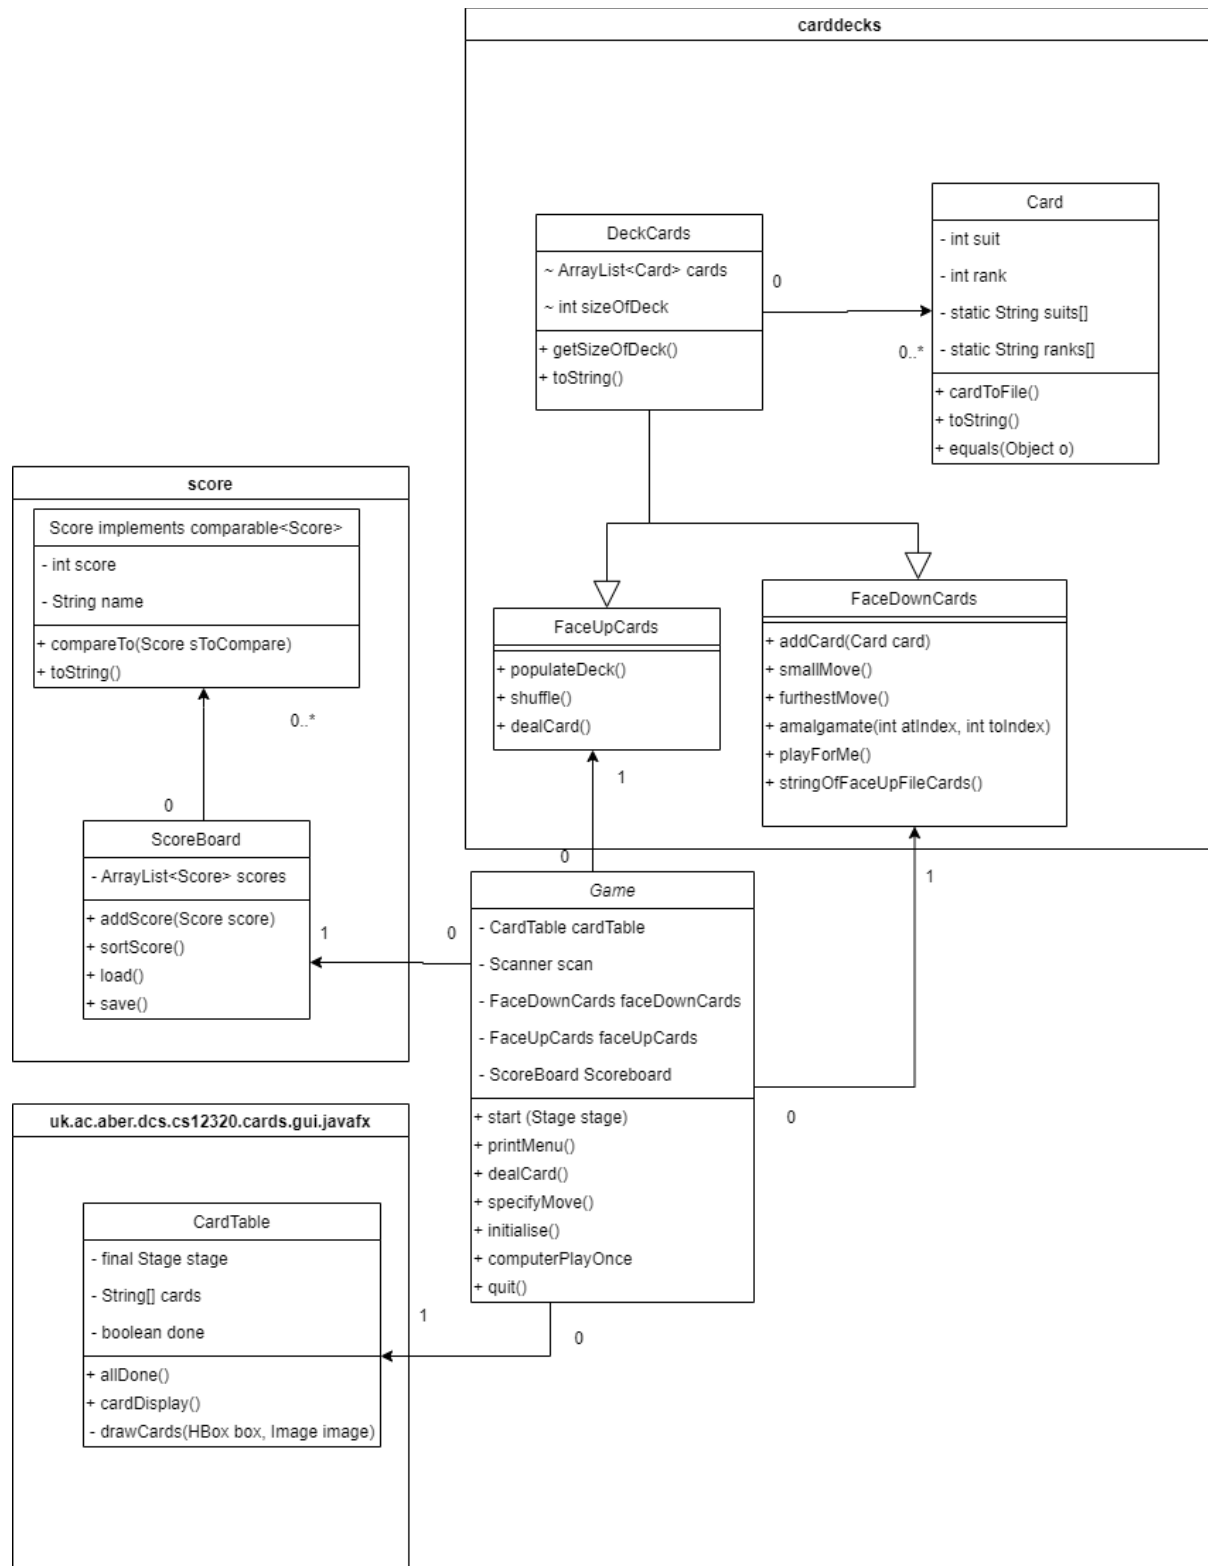 carddecks
DeckCards
~ ArrayList<Card> cards
~ int sizeOfDeck
+ getSizeOfDeck()
+ toString()
0
0..*
Card
- int suit
- int rank
- static String suits[]
- static String ranks[]
+ cardToFile()
+ toString()
+ equals(Object o)
FaceUpCards
+ populateDeck()
+ shuffle()
+ dealCard()
FaceDownCards
+ addCard(Card card)
+ smallMove()
+ furthestMove()
+ amalgamate(int atIndex, int toIndex)
+ playForMe()
+ stringOfFaceUpFileCards()
1
0
1
0
score
Score implements comparable<Score>
- int score
- String name
+ compareTo(Score sToCompare)
+ toString()
0..*
0
ScoreBoard
- ArrayList<Score> scores
+ addScore(Score score)
+ sortScore()
+ load()
+ save()
1
0
Game
- CardTable cardTable
- Scanner scan
- FaceDownCards faceDownCards
- FaceUpCards faceUpCards
- ScoreBoard Scoreboard
+ start (Stage stage)
+ printMenu()
+ dealCard()
+ specifyMove()
+ initialise()
+ computerPlayOnce
+ quit()
1
0
uk.ac.aber.dcs.cs12320.cards.gui.javafx
CardTable
- final Stage stage
- String[] cards
- boolean done
+ allDone()
+ cardDisplay()
- drawCards(HBox box, Image image)